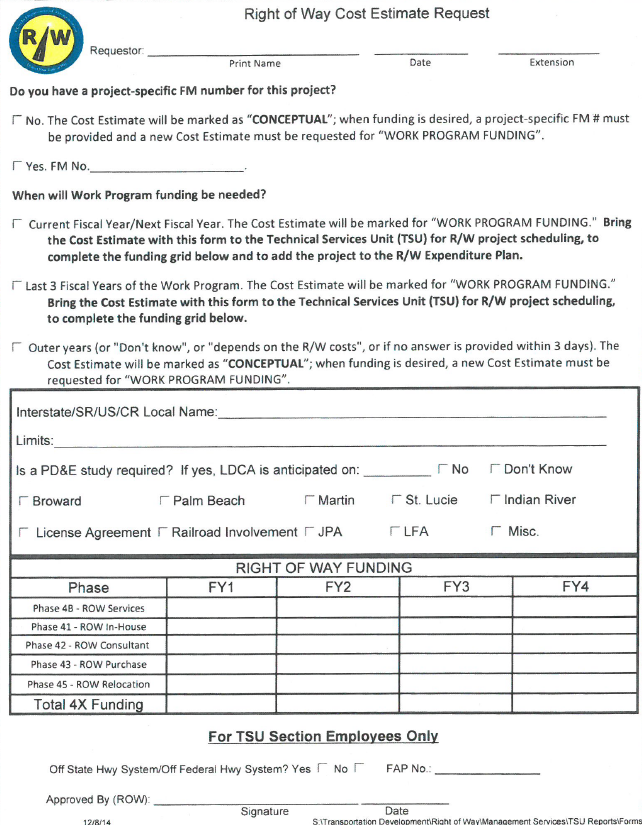 Right of Way Cost Estimate Request
R/W
Requestor: ____________________ ____________ ____________
Print Name Date Extension
Do you have a project-specific FM number for this project?
No. The Cost Estimate will be marked as "CONCEPTUAL"; when funding is desired, a project-specific FM # must
be provided and a new Cost Estimate must be requested for "WORK PROGRAM FUNDING".
Yes. FM No.____________________.
When will Work Program funding be needed?
Current Fiscal Year/Next Fiscal Year. The Cost Estimate will be marked for "WORK PROGRAM FUNDING." Bring
the Cost Estimate with this form to the Technical Services Unit (TSU) for R/W project scheduling, to
complete the funding grid below and to add the project to the R/W Expenditure Plan.
Last 3 Fiscal Years of the Work Program. The Cost Estimate will be marked for "WORK PROGRAM FUNDING."
Bring the Cost Estimate with this form to the Technical Services Unit (TSU) for R/W project scheduling,
to complete the funding grid below.
Outer years (or "Don't know", or "depends on the R/W costs", or if no answer is provided within 3 days). The
Cost Estimate will be marked as "CONCEPTUAL"; when funding is desired, a new Cost Estimate must be
requested for "WORK PROGRAM FUNDING".
Interstate/SR/US/CR Local Name:____________________
Limits:____________________
Is a PD&E study required? If yes, LDCA is anticipated on: _________ No Don't Know
Broward Palm Beach Martin St. Lucie Indian River
License Agreement Railroad Involvement JPA LFA Misc.
RIGHT OF WAY FUNDING
Phase FY1 FY2 FY3 FY4
Phase 4B - ROW Services
Phase 41 - ROW In-House
Phase 42 - ROW Consultant
Phase 43 - ROW Purchase
Phase 45 - ROW Relocation
Total 4X Funding
For TSU Section Employees Only
Off State Hwy System/Off Federal Hwy System? Yes No FAP No.: ____________
Approved By (ROW): ____________________ ____________
Signature Date
12/8/14 S:\Transportation Development\Right of Way\Management Services\TSU Reports\Forms